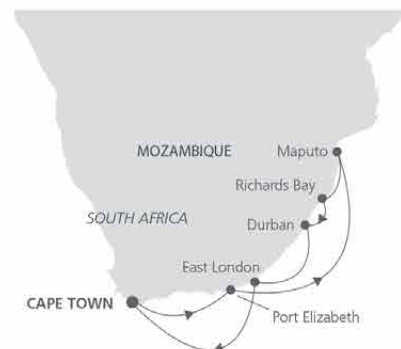 MOZAMBIQUE
Maputo
Richards Bay
SOUTH AFRICA
Durban
East London
CAPE TOWN
Port Elizabeth